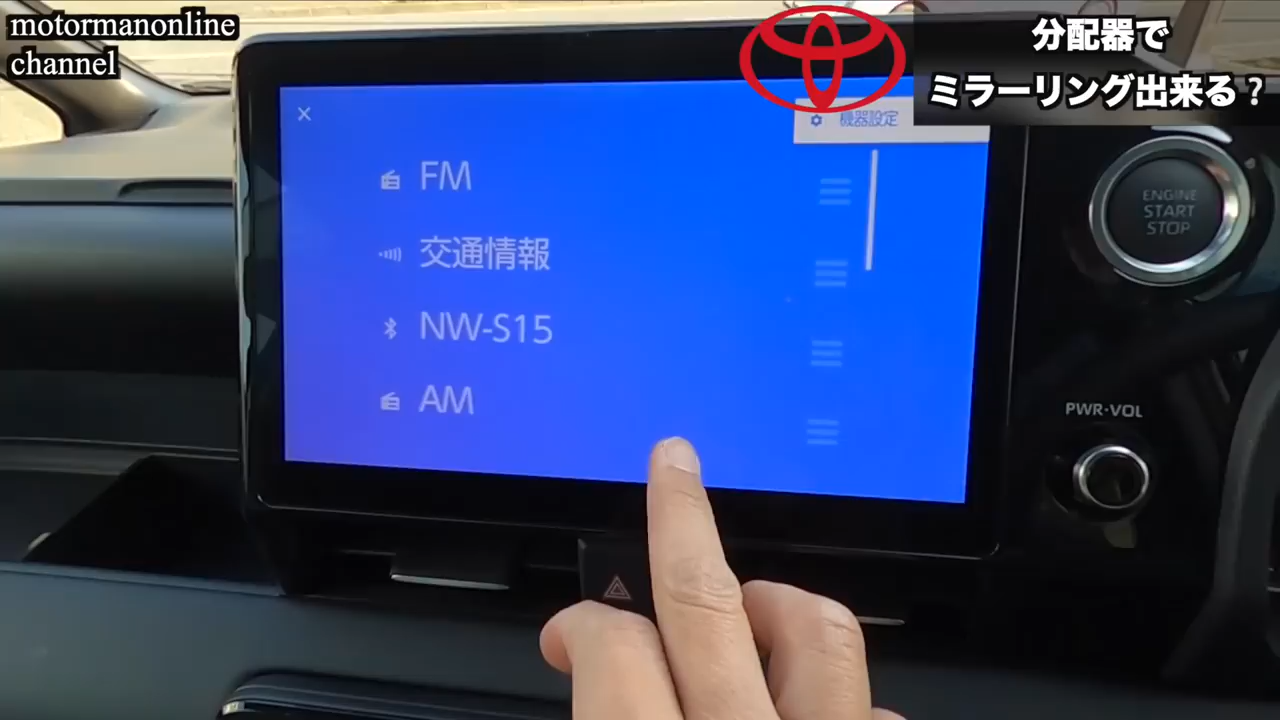 motormanonline
channel
分配器で
ミラーリング出来る？
機器設定
FM
交通情報
NW-S15
AM
ENGINE
START
STOP
PWR・VOL